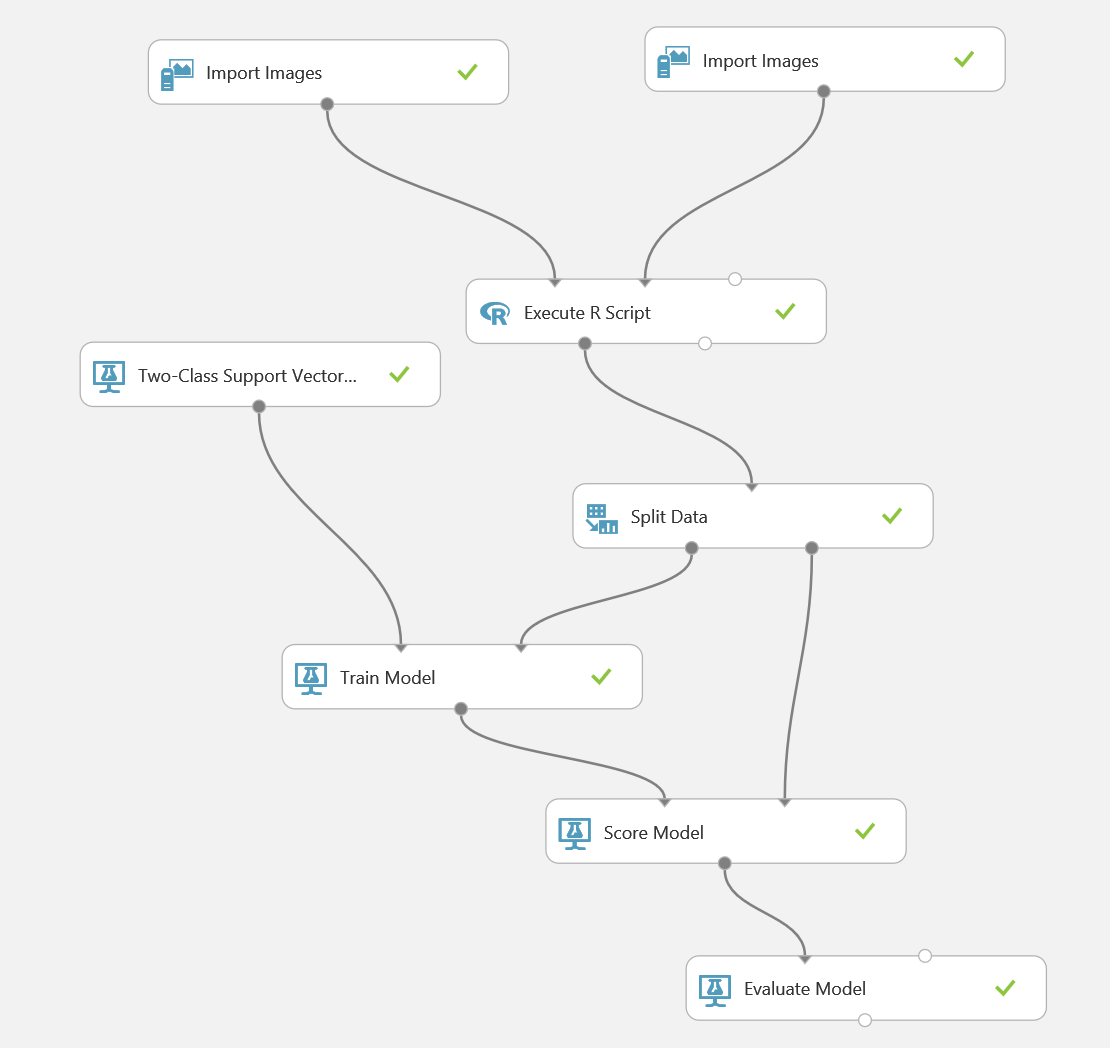 Import Images
Import Images
Execute R Script
Two-Class Support Vector...
Split Data
Train Model
Score Model
Evaluate Model